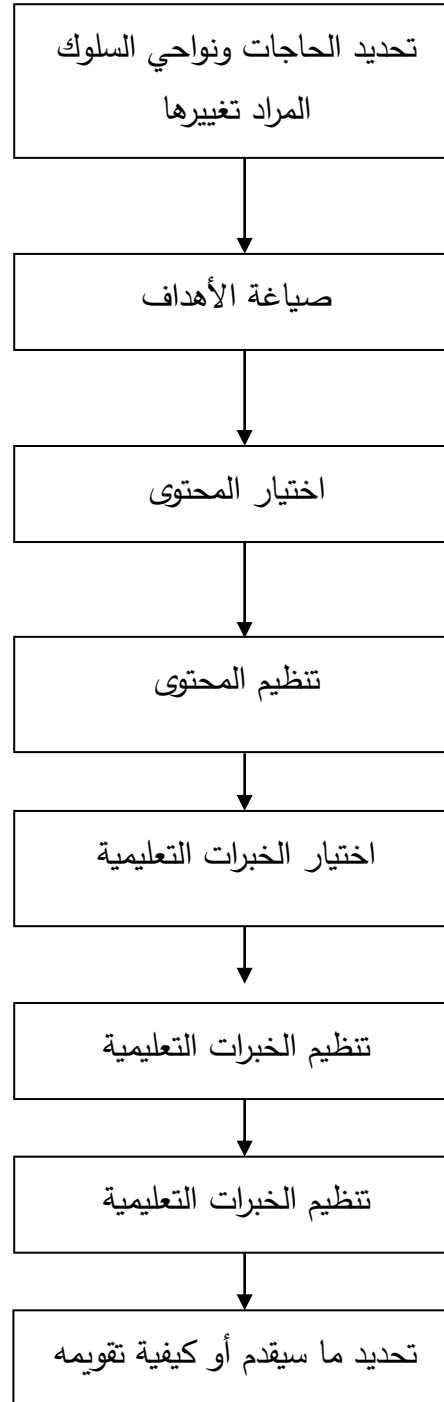 تحديد الحاجات ونواحي السلوك
المراد تغييرها
صياغة الأهداف
اختيار المحتوى
تنظيم المحتوى
اختيار الخبرات التعليمية
تنظيم الخبرات التعليمية
تنظيم الخبرات التعليمية
تحديد ما سيقدم أو كيفية تقويمه